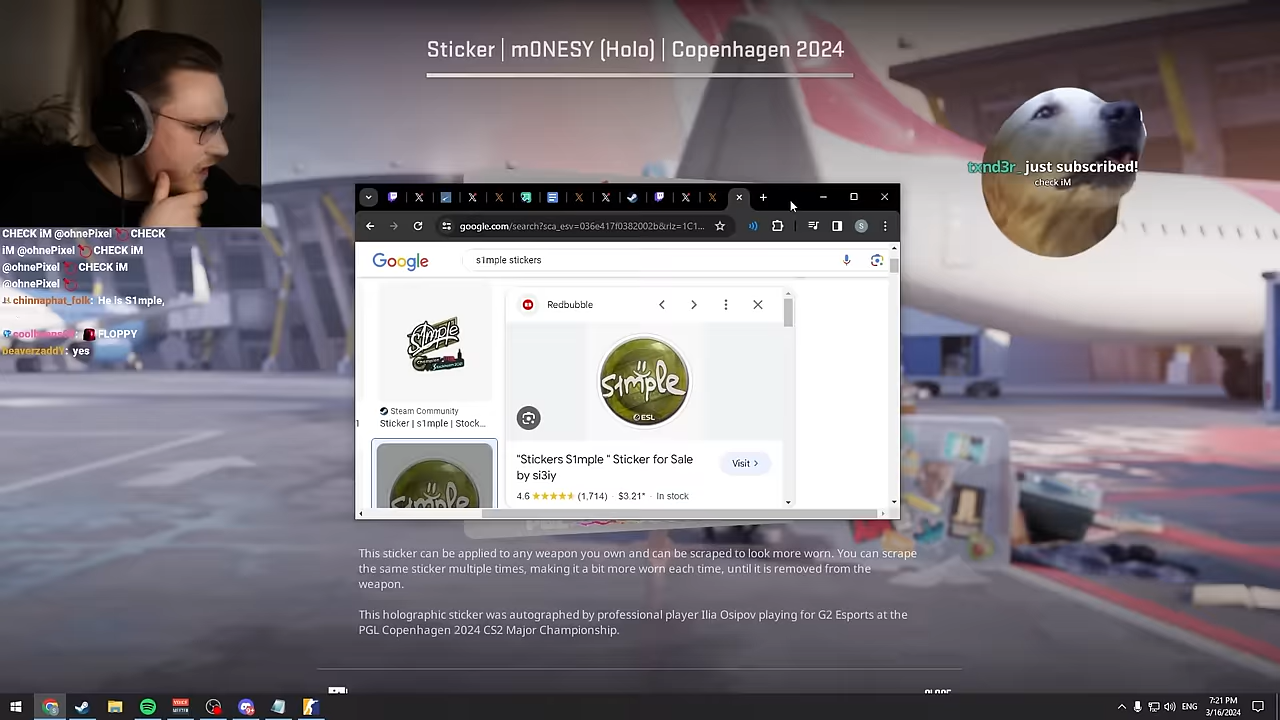 Sticker | m0NESY (Holo) | Copenhagen 2024
txnd3r_ just subscribed!
check iM
CHECK iM @ohnePixel CHECK
iM @ohnePixel CHECK iM
@ohnePixel CHECK iM
@ohnePixel
chinnaphat_folk: He is S1mple,
FLOPPY
beaverzaddy: yes
google.com/search?sca_esv=036e417f0382002b&rlz=1C1...
S
Google
s1mple stickers
Redbubble
s1mple
s1mple
ESL
Steam Community
Sticker | s1mple | Stock...
1
"Stickers S1mple " Sticker for Sale
by si3iy
Visit
4.6 ★★★★★ (1,714) · $3.21* · In stock
s1mple
This sticker can be applied to any weapon you own and can be scraped to look more worn. You can scrape
the same sticker multiple times, making it a bit more worn each time, until it is removed from the
weapon.
This holographic sticker was autographed by professional player Ilia Osipov playing for G2 Esports at the
PGL Copenhagen 2024 CS2 Major Championship.
CLOSE
ENG
7:21 PM
3/16/2024